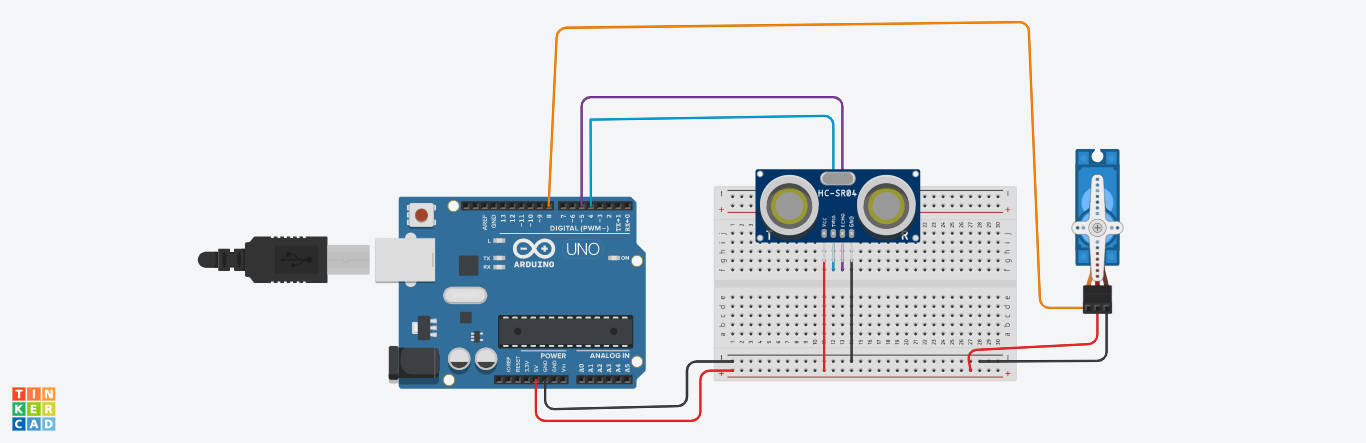 HC-SR04
VCC TRIG ECHO GND
AREF
GND
13
12
~11
~10
~9
8
7
~6
~5
4
~3
2
TX→1
RX←0
DIGITAL (PWM~)
L
TX
RX
UNO
ARDUINO
ON
POWER
ANALOG IN
IOREF
RESET
3.3V
5V
GND
GND
Vin
A0
A1
A2
A3
A4
A5
TIN
KER
CAD